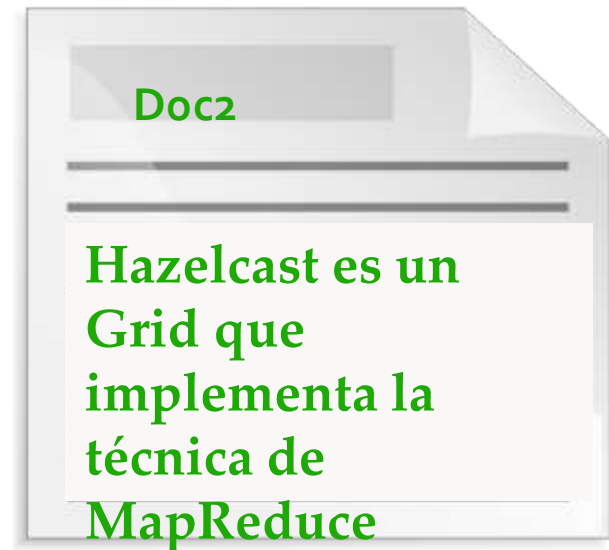 Doc2
Hazelcast es un
Grid que
implementa la
técnica de
MapReduce